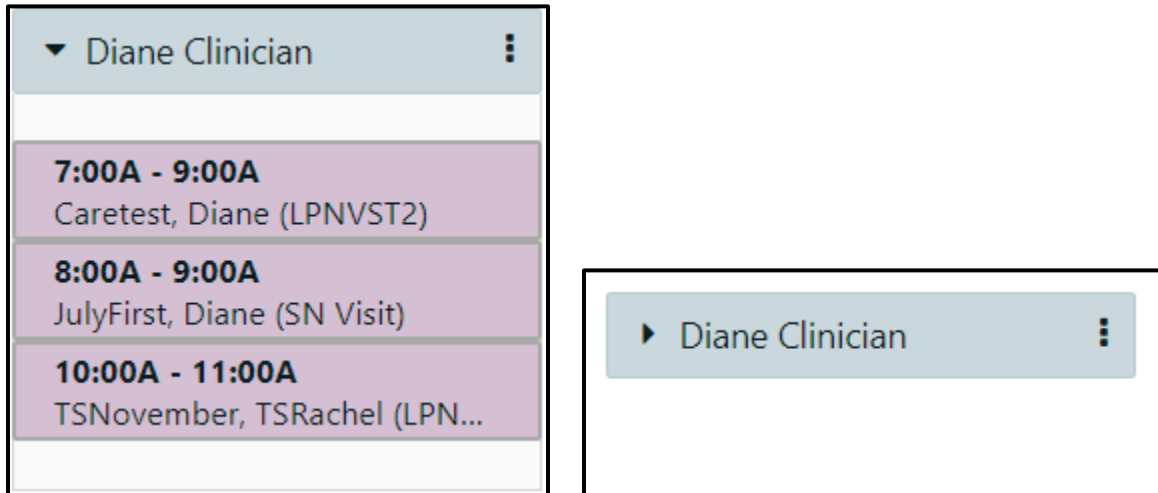 Diane Clinician
7:00A - 9:00A
Caretest, Diane (LPNVST2)
8:00A - 9:00A
JulyFirst, Diane (SN Visit)
10:00A - 11:00A
TSNovember, TSRachel (LPN...
Diane Clinician